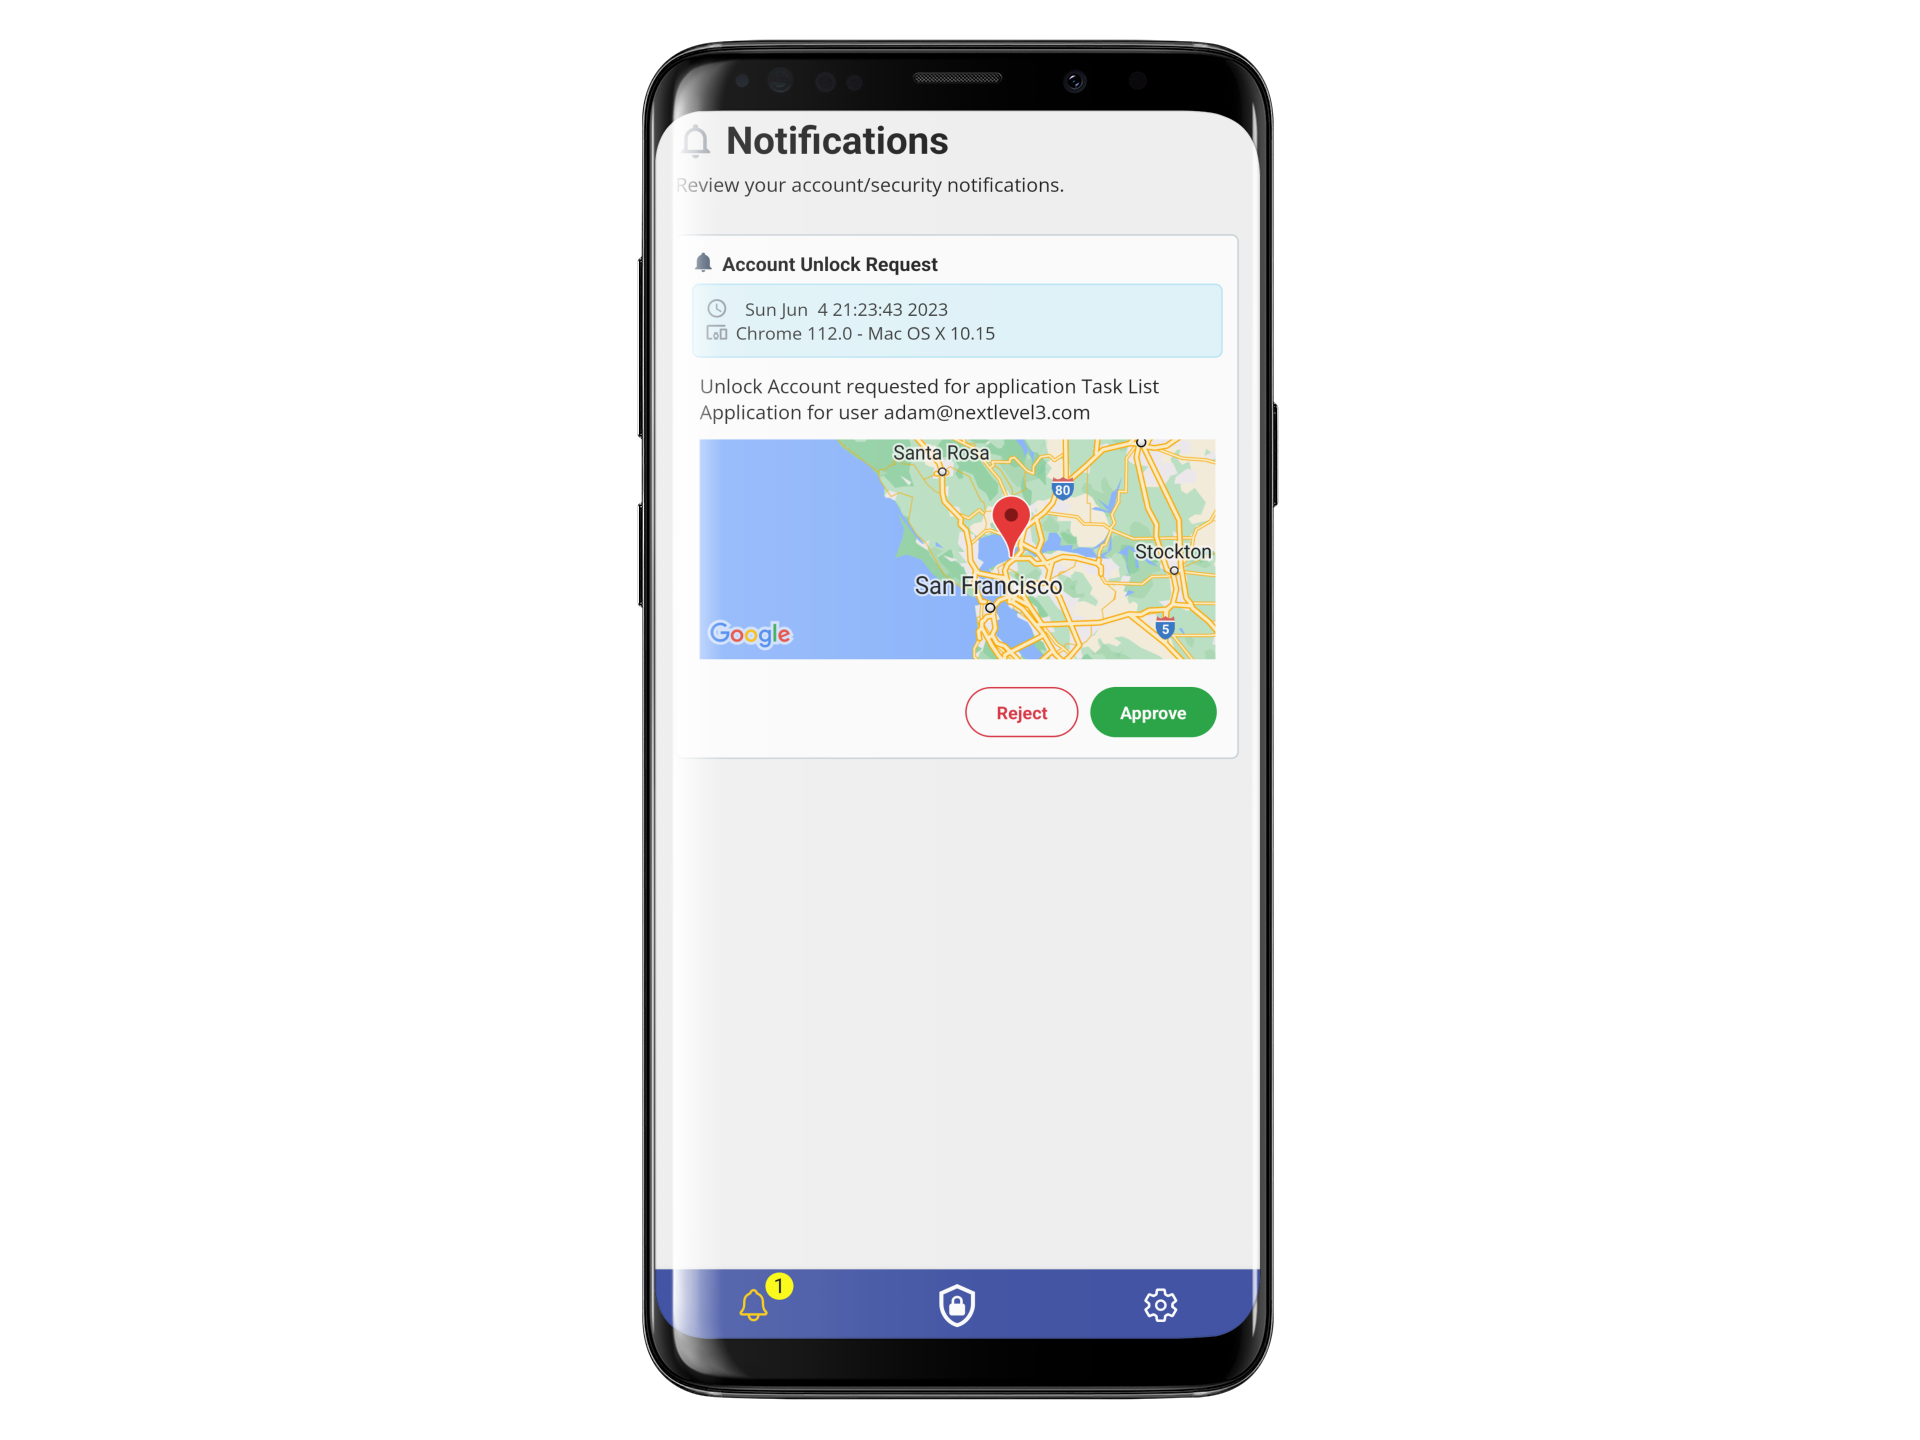 Notifications
Review your account/security notifications.
Account Unlock Request
Sun Jun  4 21:23:43 2023
Chrome 112.0 - Mac OS X 10.15
Unlock Account requested for application Task List
Application for user adam@nextlevel3.com
Santa Rosa
80
Stockton
San Francisco
5
Google
Reject
Approve
1